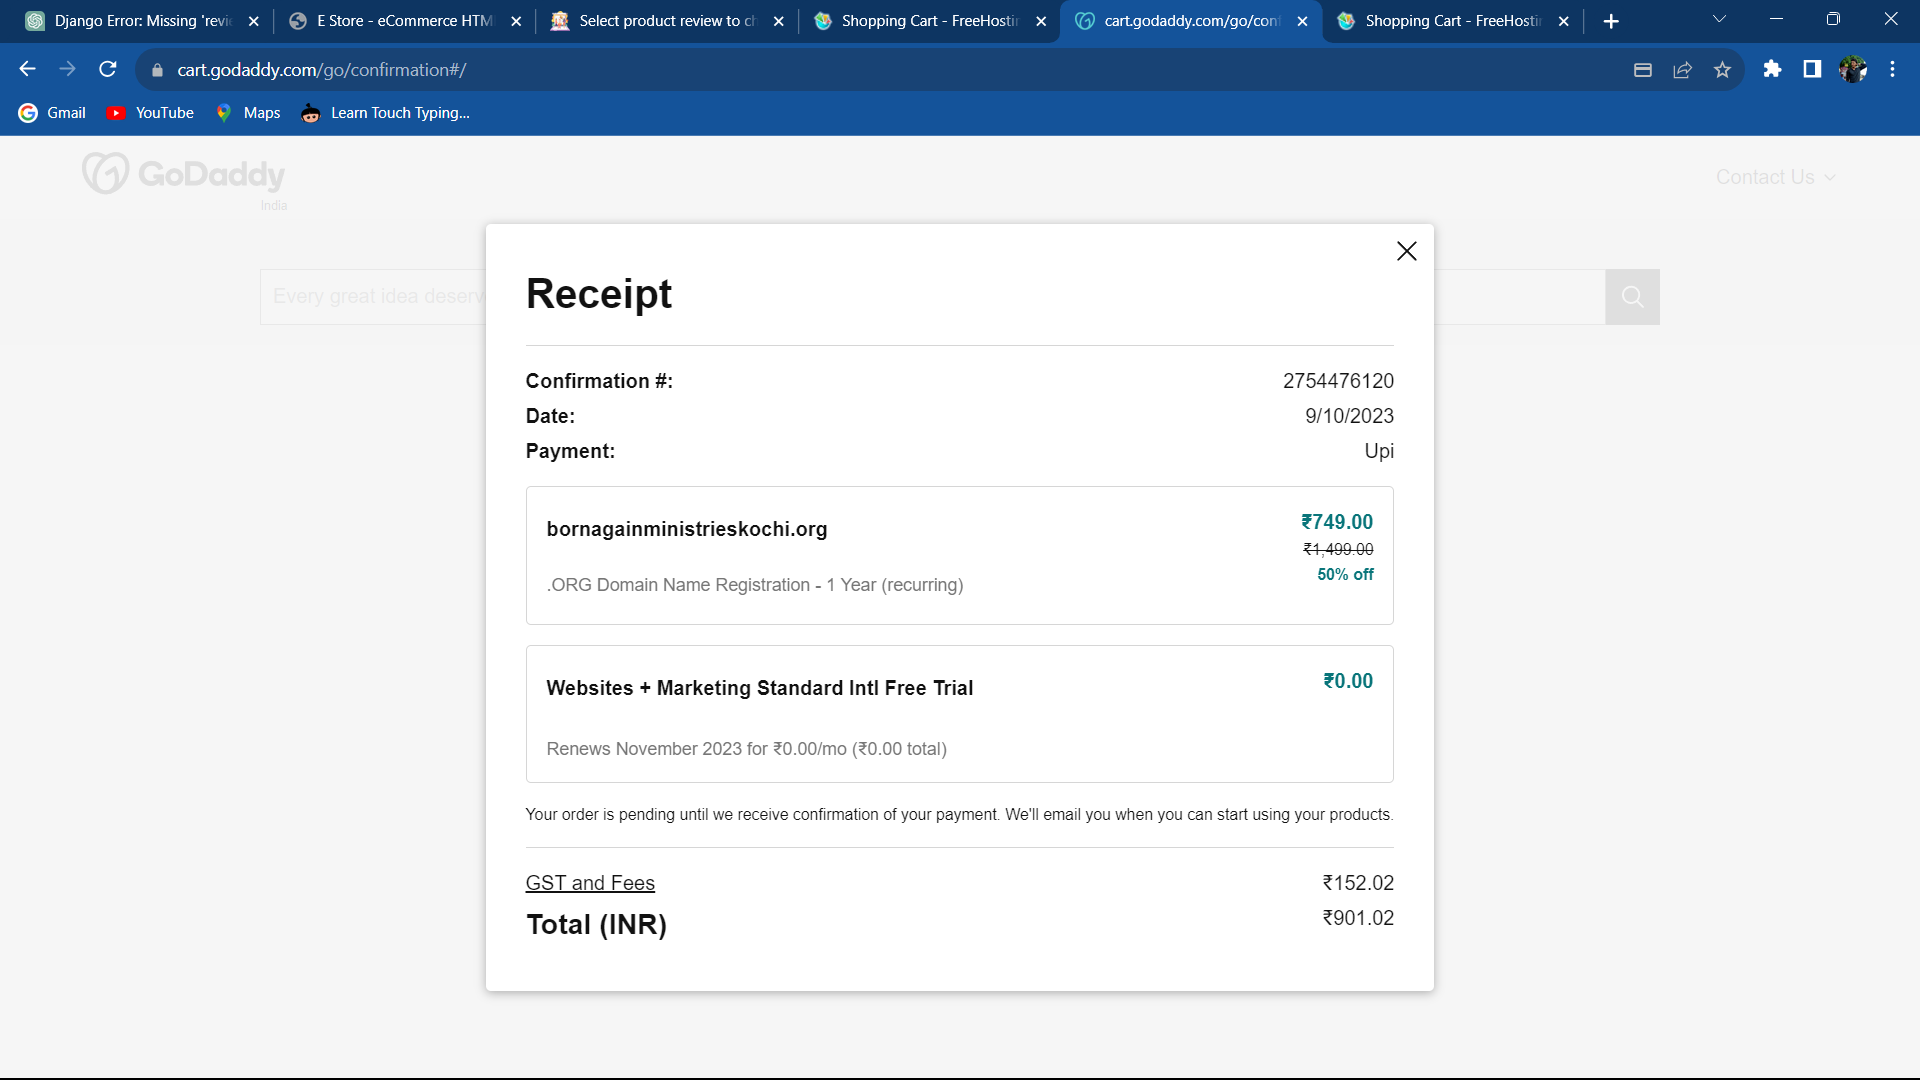 Django Error: Missing 'revi
E Store - eCommerce HTM
Select product review to ch
Shopping Cart - FreeHostin
cart.godaddy.com/go/conf
Shopping Cart - FreeHostin
cart.godaddy.com/go/confirmation#/
Gmail
YouTube
Maps
Learn Touch Typing...
GoDaddy
India
Contact Us
Every great idea deserv
Receipt
Confirmation #: 2754476120
Date: 9/10/2023
Payment: Upi
bornagainministrieskochi.org ₹749.00
₹1,499.00
50% off
.ORG Domain Name Registration - 1 Year (recurring)
Websites + Marketing Standard Intl Free Trial ₹0.00
Renews November 2023 for ₹0.00/mo (₹0.00 total)
Your order is pending until we receive confirmation of your payment. We'll email you when you can start using your products.
GST and Fees ₹152.02
Total (INR) ₹901.02